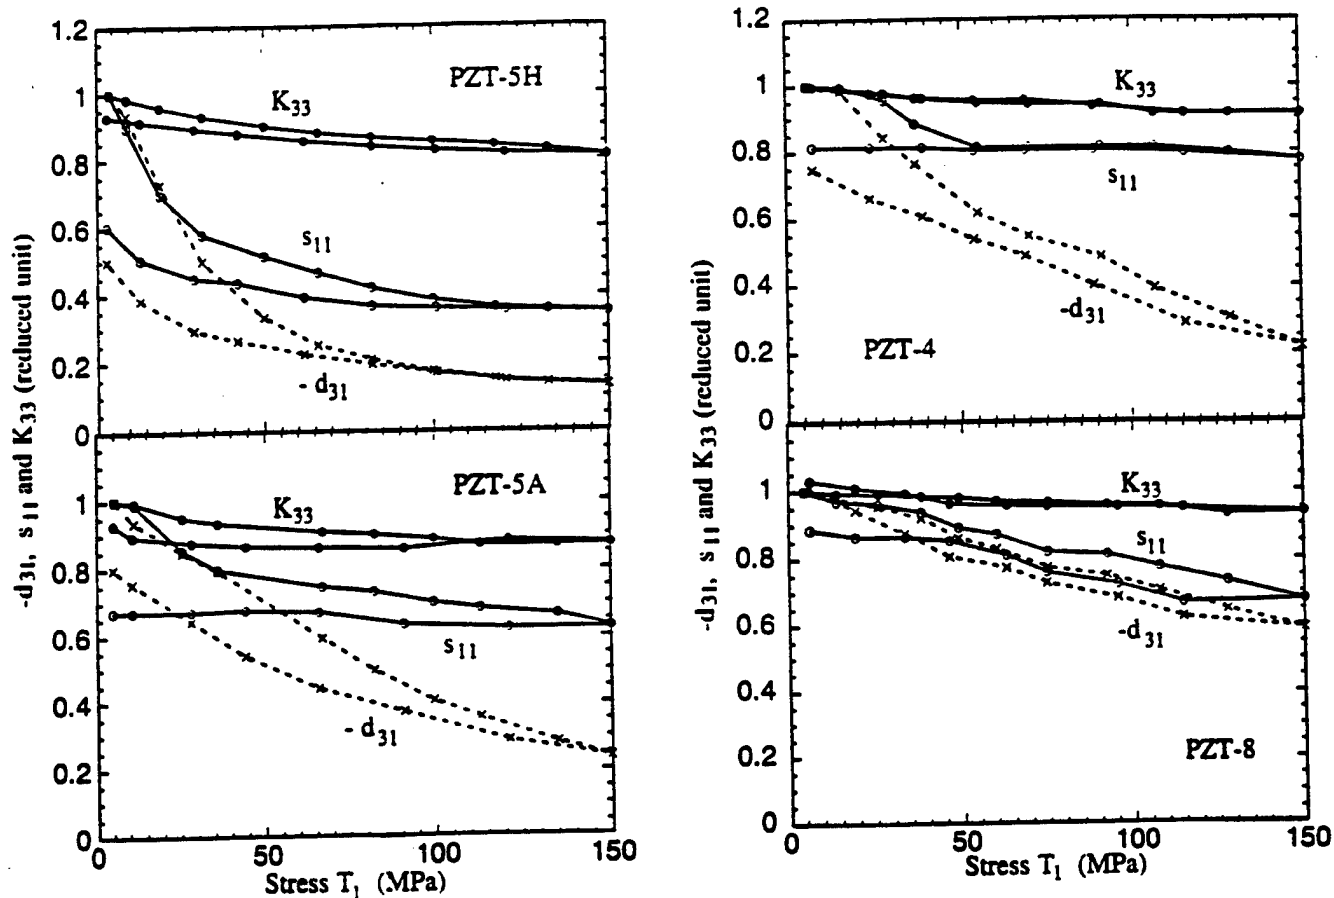 -d31, s11 and K33 (reduced unit)
1.2
1
0.8
0.6
0.4
0.2
0
PZT-5H
K33
s11
- d31
1
0.8
0.6
0.4
0.2
0
PZT-5A
K33
s11
- d31
0
50
100
150
Stress T1 (MPa)
-d31, s11 and K33 (reduced unit)
1.2
1
0.8
0.6
0.4
0.2
0
K33
s11
-d31
PZT-4
1
0.8
0.6
0.4
0.2
0
K33
s11
-d31
PZT-8
0
50
100
150
Stress T1 (MPa)